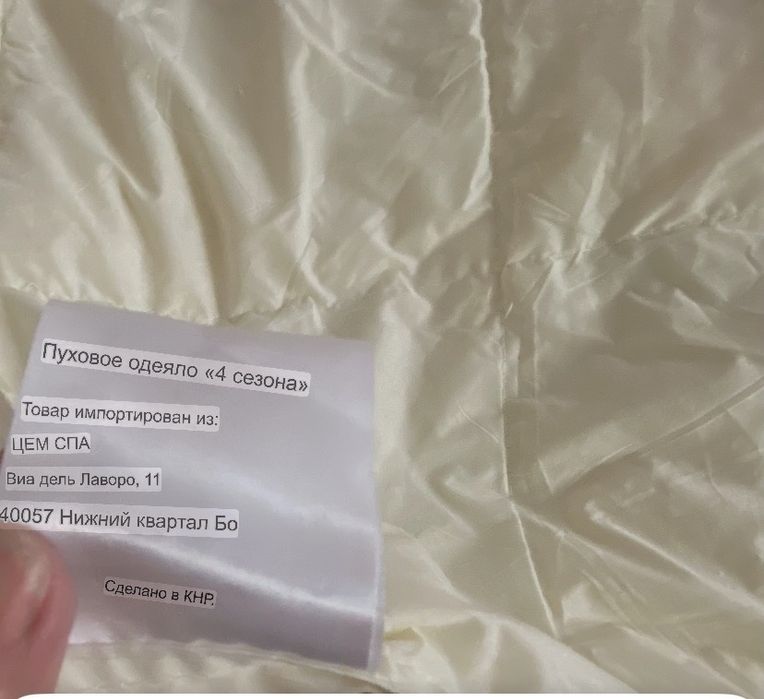 Пуховое одеяло «4 сезона»
Товар импортирован из:
ЦЕМ СПА
Виа дель Лаворо, 11
40057 Нижний квартал Бо
Сделано в КНР.